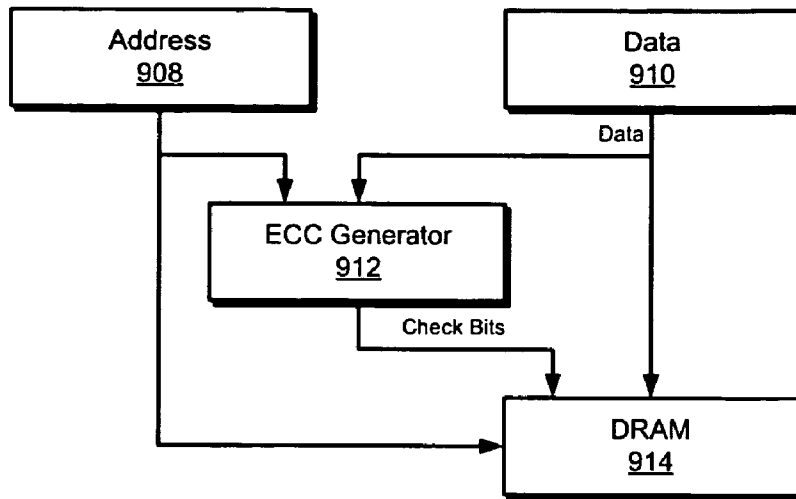 Address
908
Data
910
Data
ECC Generator
912
Check Bits
DRAM
914